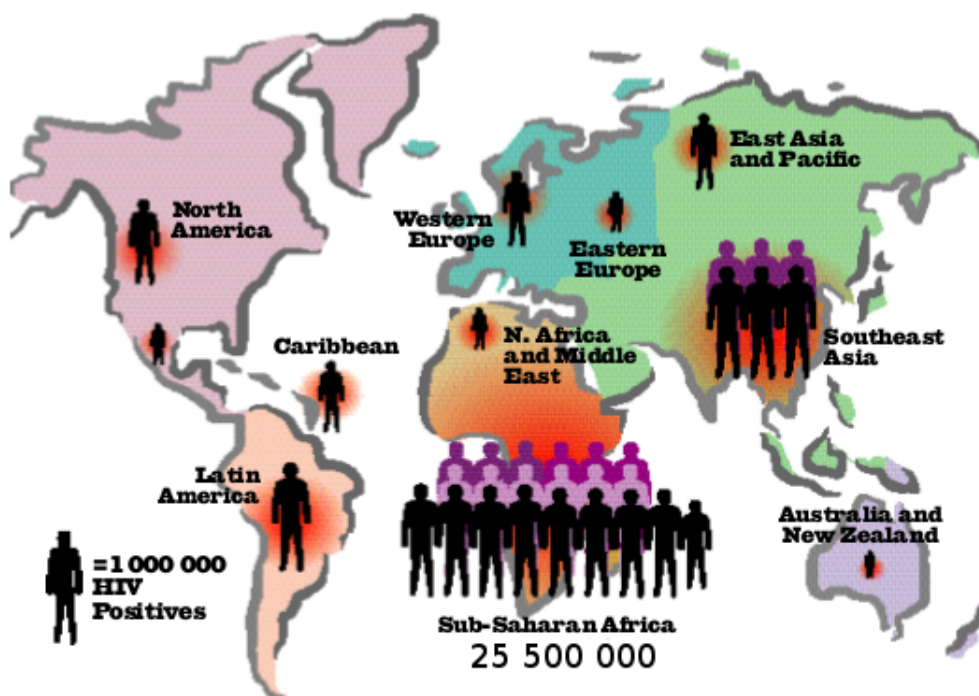 East Asia
and Pacific
North
America
Western
Europe
Eastern
Europe
N. Africa
and Middle
East
Caribbean
Southeast
Asia
Latin
America
Australia and
New Zealand
=1 000 000
HIV
Positives
Sub-Saharan Africa
25 500 000